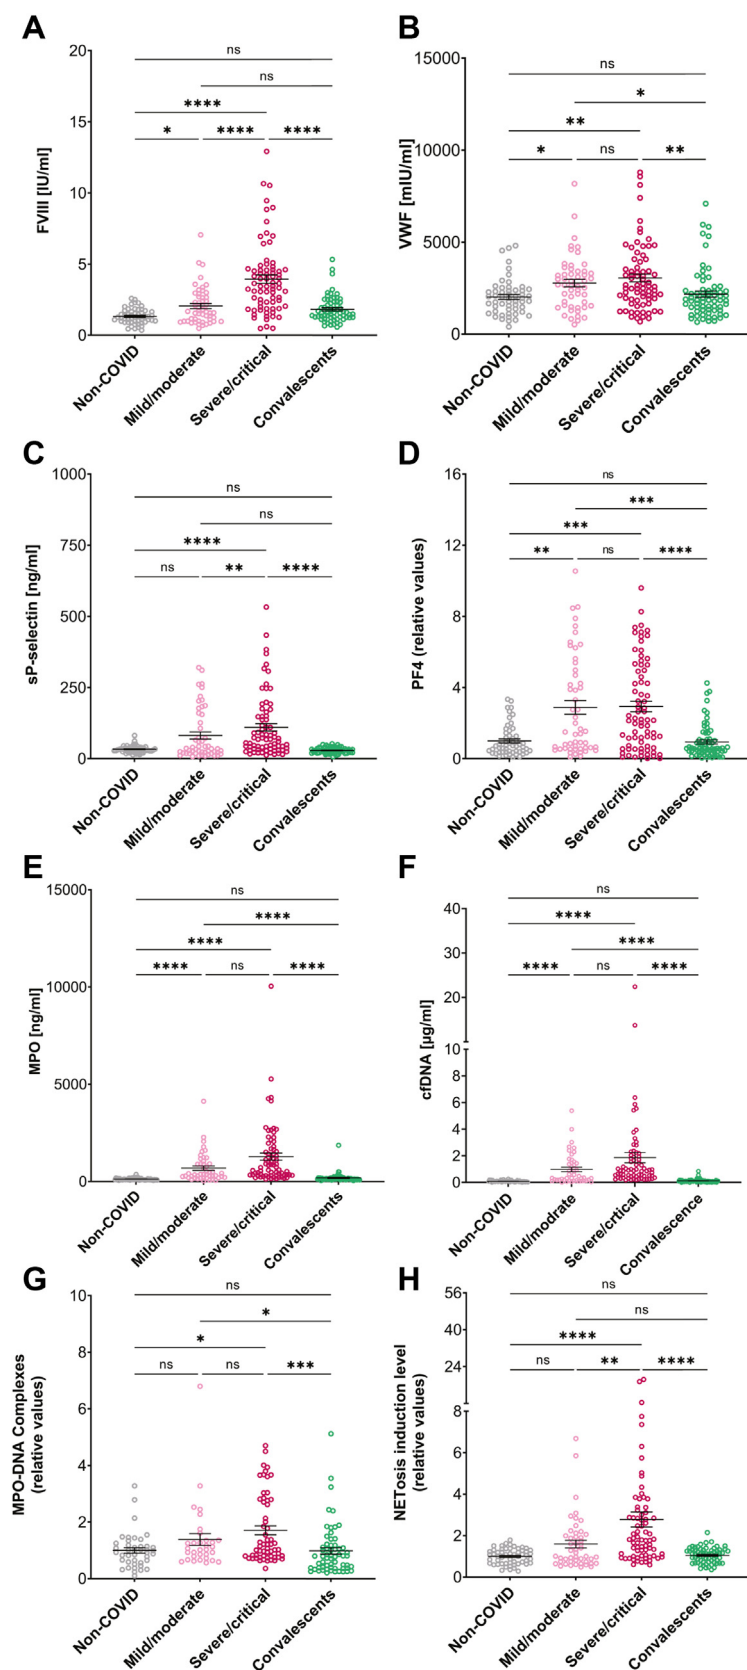 A
ns
ns
****
* **** ****
20
15
10
5
0
FVIII [IU/ml]
Non-COVID
Mild/moderate
Severe/critical
Convalescents
B
ns
*
**
* ns **
15000
10000
5000
0
VWF [mIU/ml]
Non-COVID
Mild/moderate
Severe/critical
Convalescents
C
ns
ns
****
ns ** ****
1000
750
500
250
0
sP-selectin [ng/ml]
Non-COVID
Mild/moderate
Severe/critical
Convalescents
D
ns
***
***
** ns ****
16
12
8
4
0
PF4 (relative values)
Non-COVID
Mild/moderate
Severe/critical
Convalescents
E
ns
****
****
**** ns ****
15000
10000
5000
0
MPO [ng/ml]
Non-COVID
Mild/moderate
Severe/critical
Convalescents
F
ns
****
****
**** ns ****
40
30
20
10
8
6
4
2
0
cfDNA [µg/ml]
Non-COVID
Mild/modrate
Severe/critical
Convalescence
G
ns
*
*
ns ns ***
10
8
6
4
2
0
MPO-DNA Complexes
(relative values)
Non-COVID
Mild/moderate
Severe/critical
Convalescents
H
ns
ns
****
ns ** ****
56
40
24
8
6
4
2
0
NETosis induction level
(relative values)
Non-COVID
Mild/moderate
Severe/critical
Convalescents